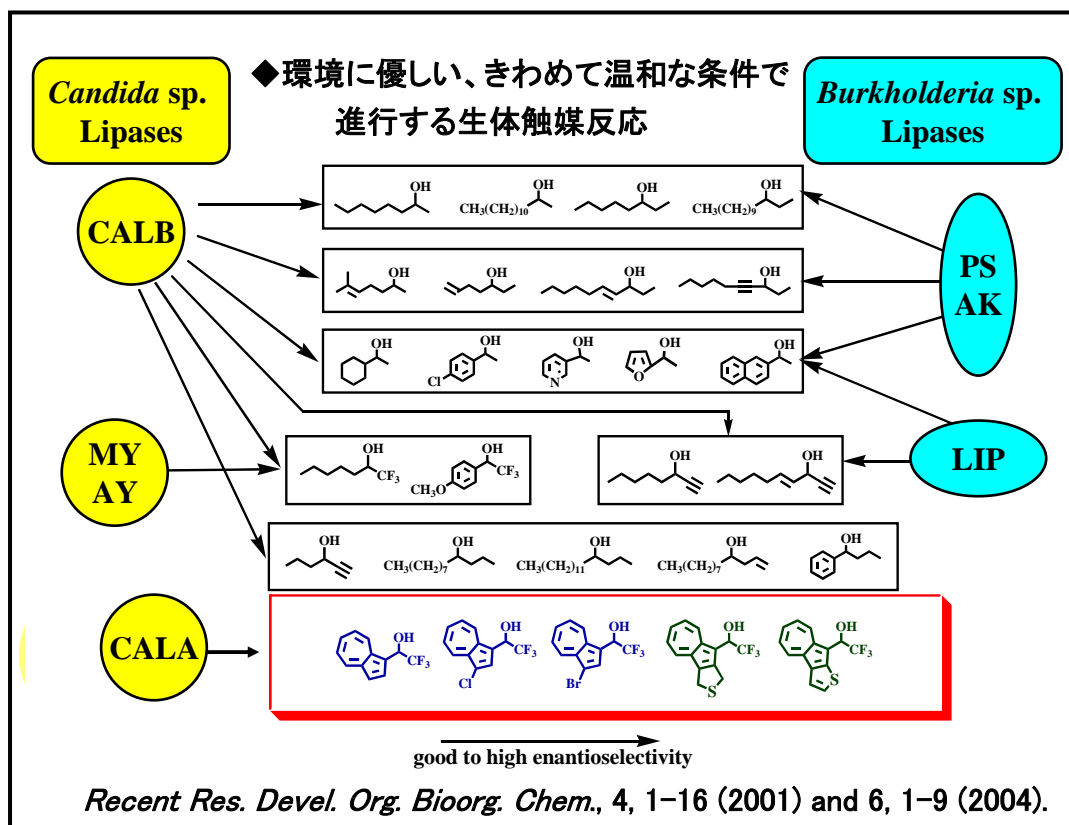 Candida sp.
Lipases
◆環境に優しい、きわめて温和な条件で
進行する生体触媒反応
Burkholderia sp.
Lipases
CALB
OH
OH
CH3(CH2)10
OH
OH
CH3(CH2)9
PS
AK
OH
OH
OH
OH
OH
OH
Cl
OH
N
OH
O
OH
MY
AY
OH
CF3
OH
CF3
CH3O
OH
OH
LIP
OH
OH
CH3(CH2)7
OH
CH3(CH2)11
OH
CH3(CH2)7
OH
CALA
OH
CF3
OH
CF3
Cl
OH
CF3
Br
OH
CF3
S
OH
CF3
S
good to high enantioselectivity
Recent Res. Devel. Org. Bioorg. Chem., 4, 1-16 (2001) and 6, 1-9 (2004).